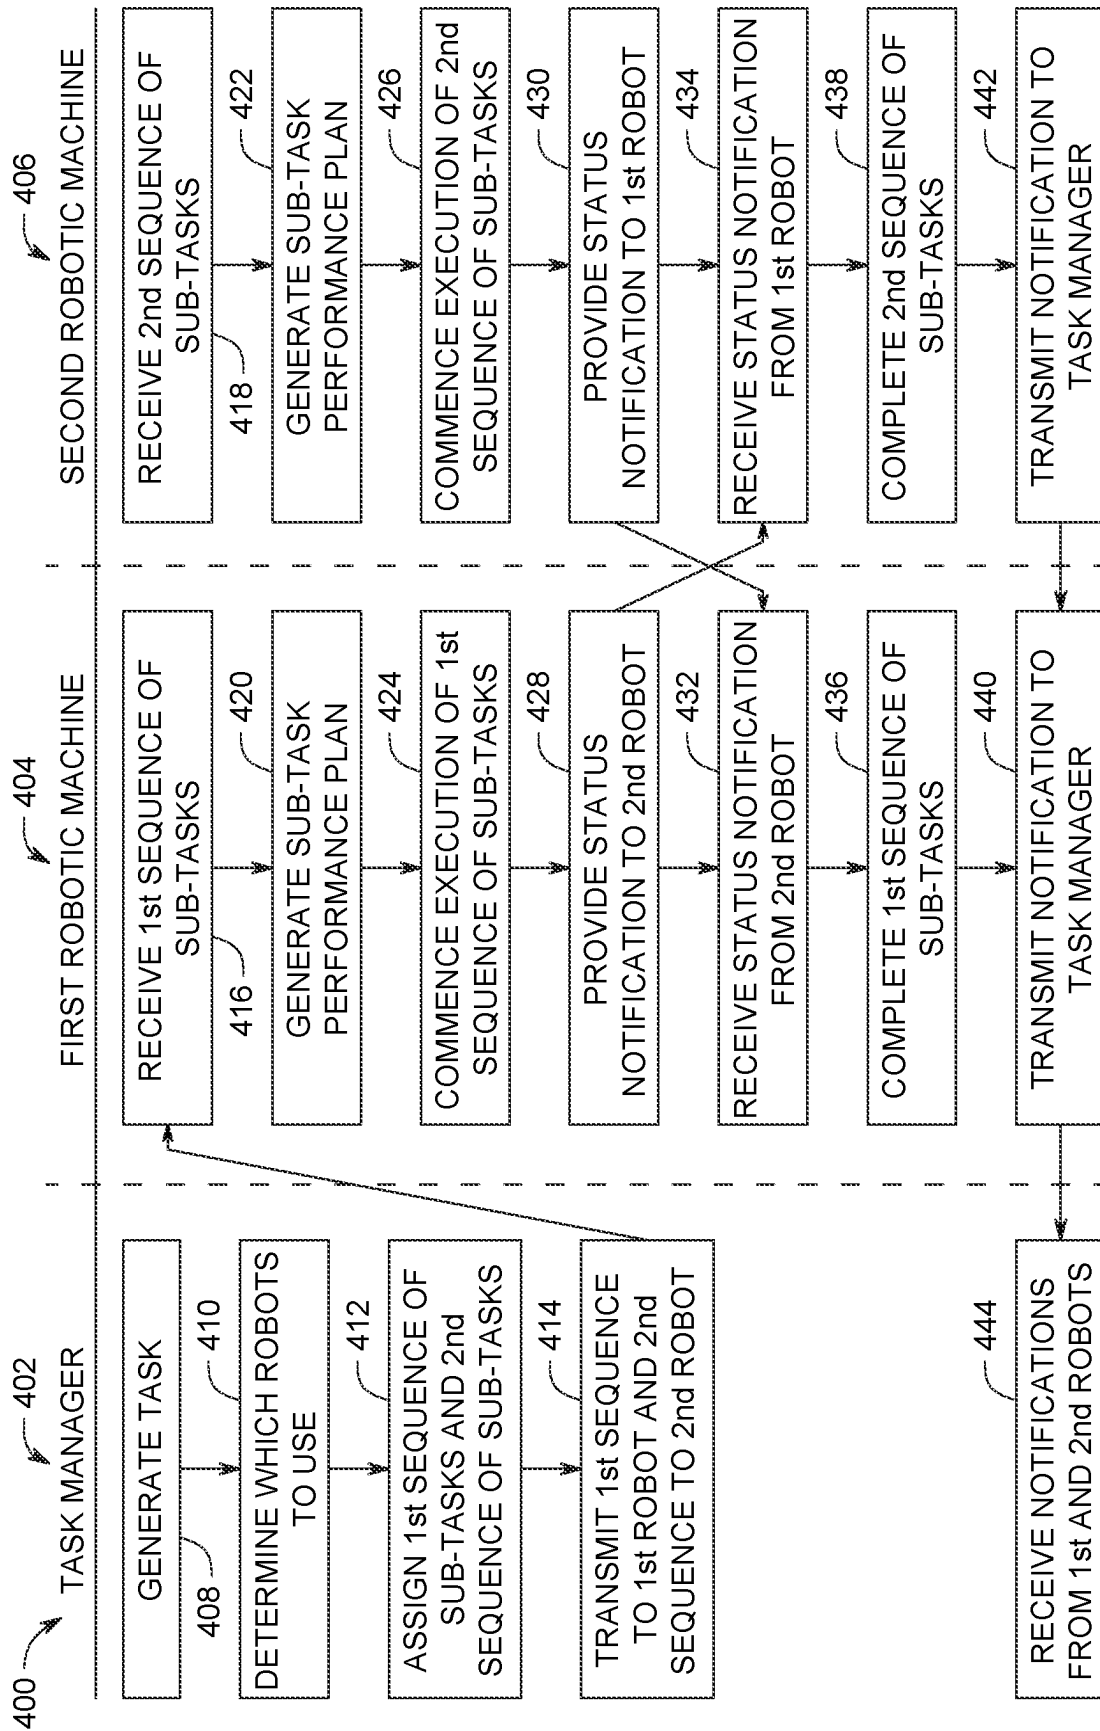 400
402
TASK MANAGER
404
FIRST ROBOTIC MACHINE
406
SECOND ROBOTIC MACHINE
GENERATE TASK
408
DETERMINE WHICH ROBOTS
TO USE
410
ASSIGN 1st SEQUENCE OF
SUB-TASKS AND 2nd
SEQUENCE OF SUB-TASKS
412
TRANSMIT 1st SEQUENCE
TO 1st ROBOT AND 2nd
SEQUENCE TO 2nd ROBOT
414
RECEIVE NOTIFICATIONS
FROM 1st AND 2nd ROBOTS
444
RECEIVE 1st SEQUENCE OF
SUB-TASKS
416
GENERATE SUB-TASK
PERFORMANCE PLAN
420
COMMENCE EXECUTION OF 1st
SEQUENCE OF SUB-TASKS
424
PROVIDE STATUS
NOTIFICATION TO 2nd ROBOT
428
RECEIVE STATUS NOTIFICATION
FROM 2nd ROBOT
432
COMPLETE 1st SEQUENCE OF
SUB-TASKS
436
TRANSMIT NOTIFICATION TO
TASK MANAGER
440
RECEIVE 2nd SEQUENCE OF
SUB-TASKS
418
GENERATE SUB-TASK
PERFORMANCE PLAN
422
COMMENCE EXECUTION OF 2nd
SEQUENCE OF SUB-TASKS
426
PROVIDE STATUS
NOTIFICATION TO 1st ROBOT
430
RECEIVE STATUS NOTIFICATION
FROM 1st ROBOT
434
COMPLETE 2nd SEQUENCE OF
SUB-TASKS
438
TRANSMIT NOTIFICATION TO
TASK MANAGER
442